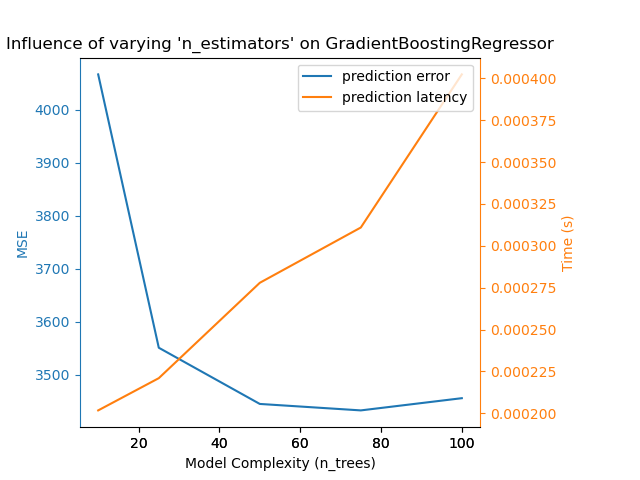 Influence of varying 'n_estimators' on GradientBoostingRegressor
prediction error
prediction latency
4000
3900
3800
3700
3600
3500
MSE
0.000400
0.000375
0.000350
0.000325
0.000300
0.000275
0.000250
0.000225
0.000200
Time (s)
20 40 60 80 100
Model Complexity (n_trees)